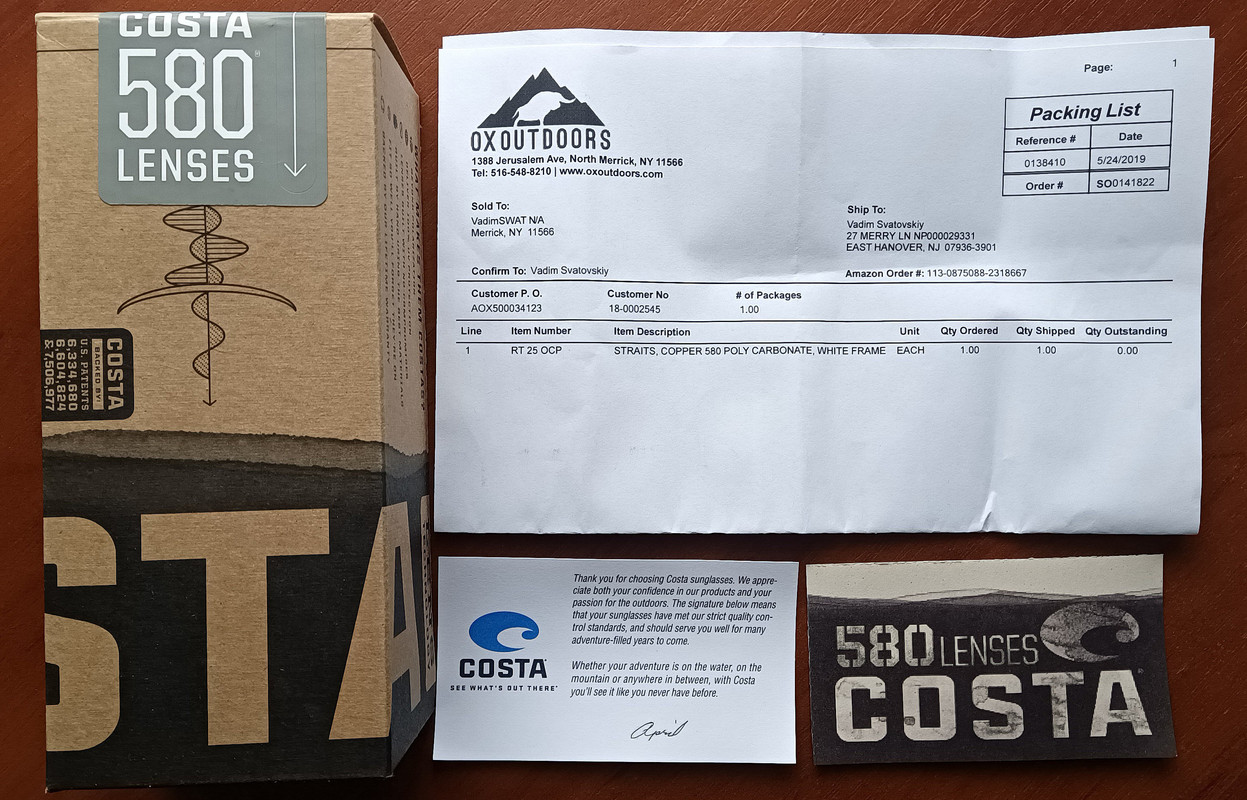 COSTA
580®
LENSES
COSTA
BACKED BY:
U.S. PATENTS
6,334,680
6,604,824
& 7,506,977
STA
OXOUTDOORS
1388 Jerusalem Ave, North Merrick, NY 11566
Tel: 516-548-8210 | www.oxoutdoors.com
Page: 1
Packing List
Reference # Date
0138410 5/24/2019
Order # SO0141822
Sold To:
VadimSWAT N/A
Merrick, NY 11566
Ship To:
Vadim Svatovskiy
27 MERRY LN NP000029331
EAST HANOVER, NJ 07936-3901
Confirm To: Vadim Svatovskiy
Amazon Order #: 113-0875088-2318667
Customer P. O. Customer No # of Packages
AOX500034123 18-0002545 1.00
Line Item Number Item Description Unit Qty Ordered Qty Shipped Qty Outstanding
1 RT 25 OCP STRAITS, COPPER 580 POLY CARBONATE, WHITE FRAME EACH 1.00 1.00 0.00
COSTA
SEE WHAT'S OUT THERE
Thank you for choosing Costa sunglasses. We appre-
ciate both your confidence in our products and your
passion for the outdoors. The signature below means
that your sunglasses have met our strict quality con-
trol standards, and should serve you well for many
adventure-filled years to come.
Whether your adventure is on the water, on the
mountain or anywhere in between, with Costa
you'll see it like you never have before.
April
580 LENSES
COSTA